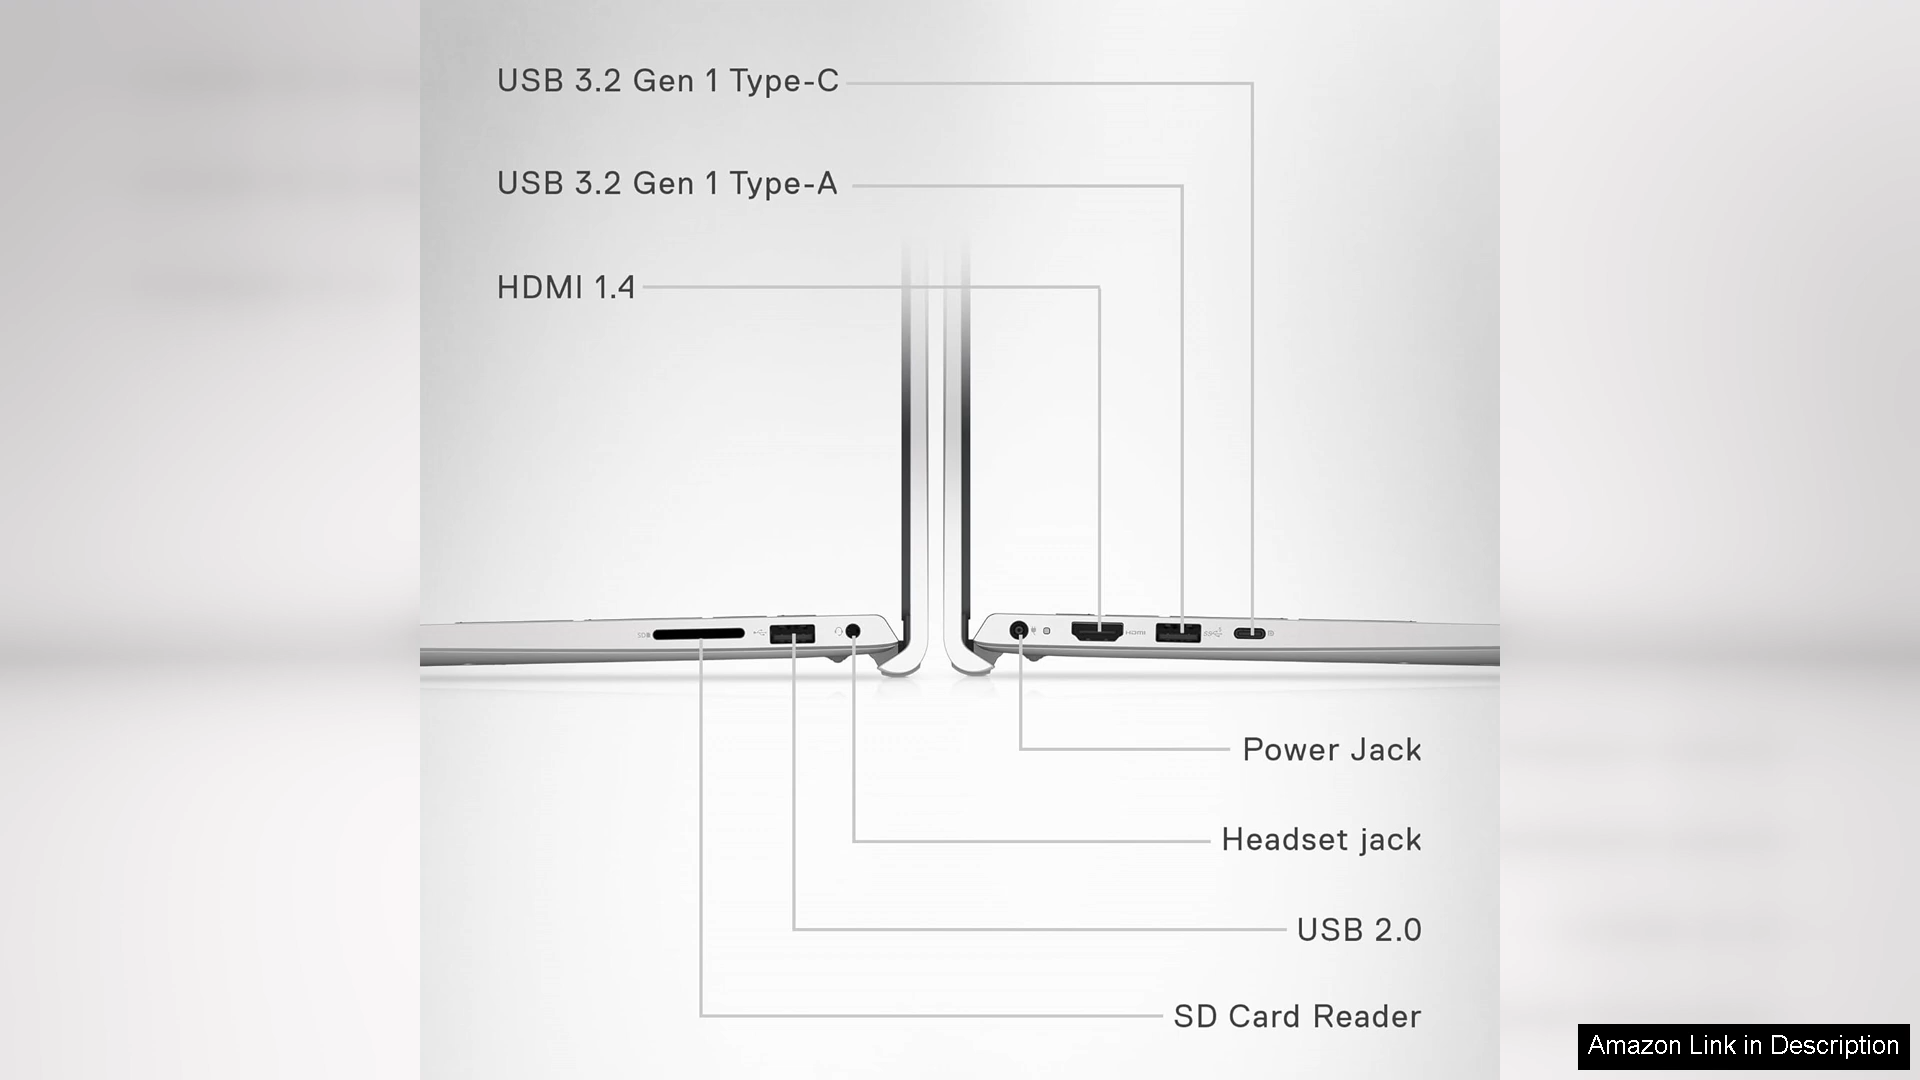 USB 3.2 Gen 1 Type-C
USB 3.2 Gen 1 Type-A
HDMI 1.4
HDMI
Power Jack
Headset jack
USB 2.0
SD Card Reader
Amazon Link in Description